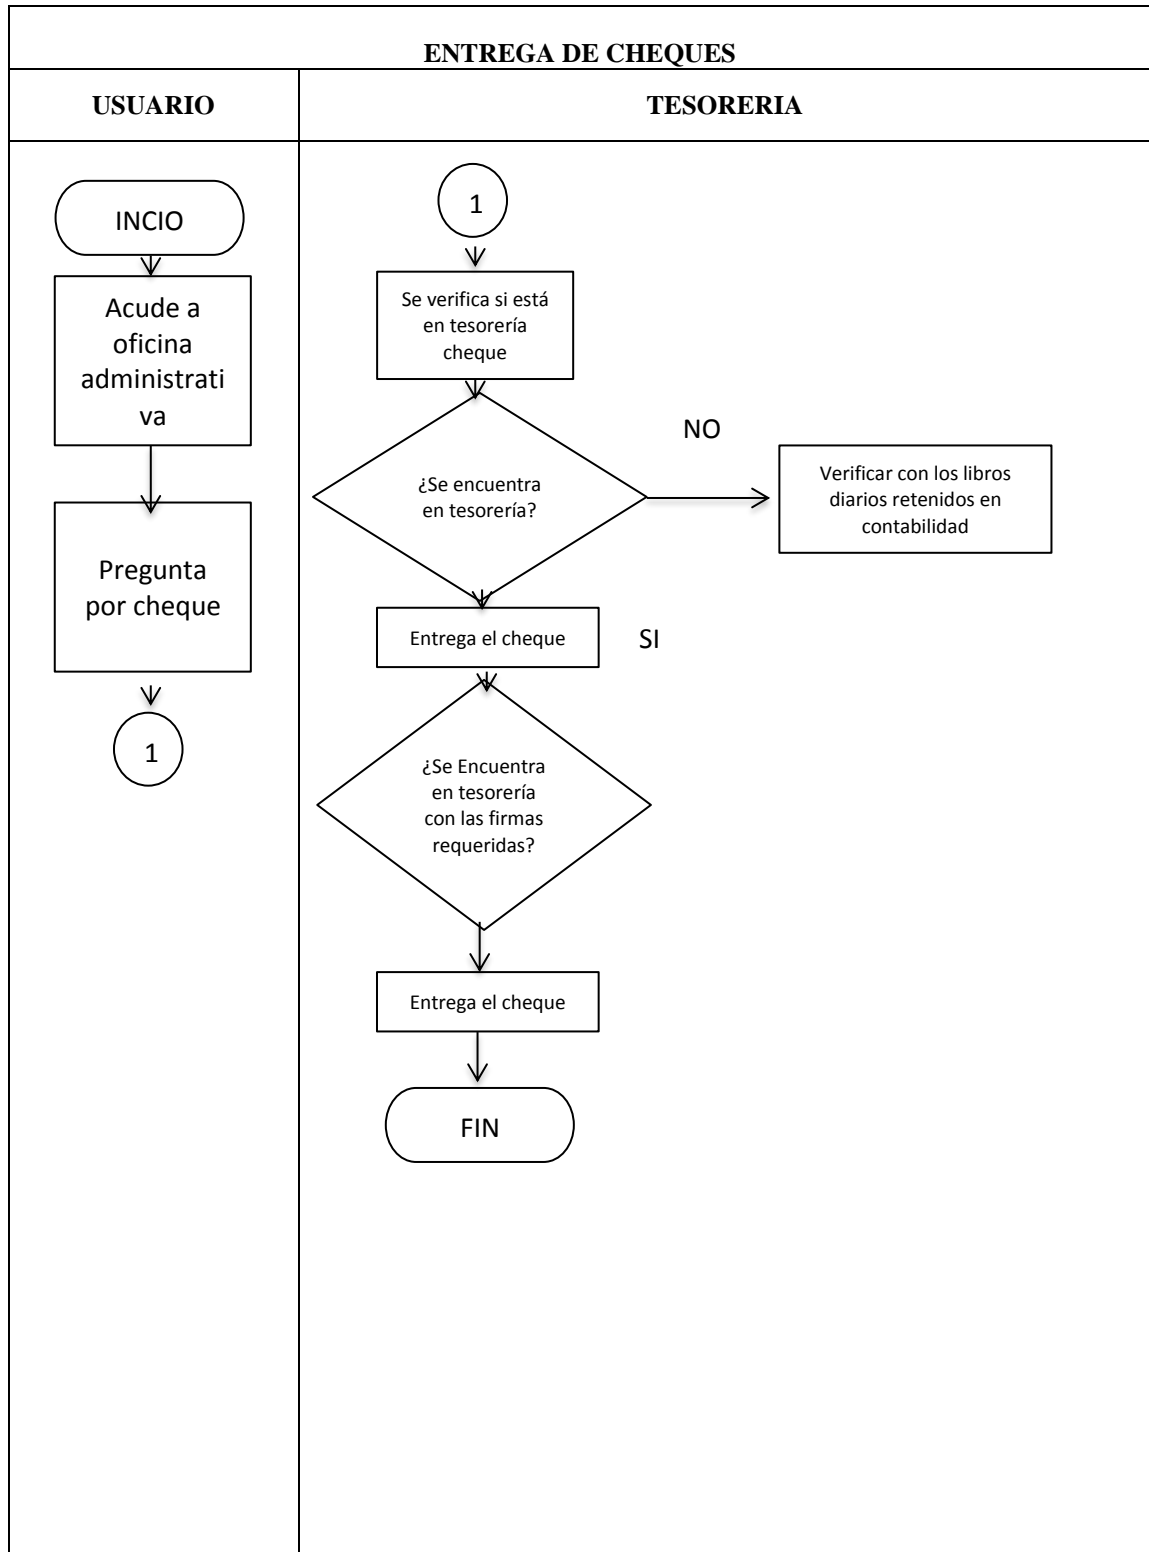 ENTREGA DE CHEQUES
USUARIO
TESORERIA
INCIO
Acude a
oficina
administrati
va
Pregunta
por cheque
1
1
Se verifica si está
en tesorería
cheque
¿Se encuentra
en tesorería?
NO
Verificar con los libros
diarios retenidos en
contabilidad
Entrega el cheque
SI
¿Se Encuentra
en tesorería
con las firmas
requeridas?
Entrega el cheque
FIN